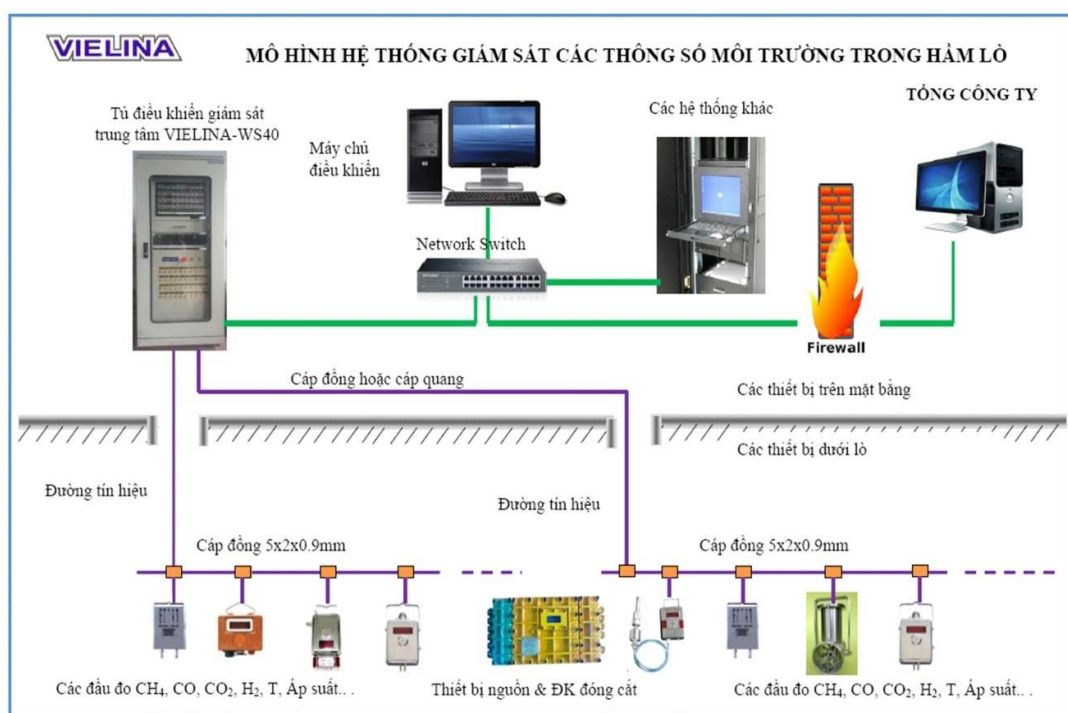 VIELINA
MÔ HÌNH HỆ THỐNG GIÁM SÁT CÁC THÔNG SỐ MÔI TRƯỜNG TRONG HẦM LÒ
TỔNG CÔNG TY
Tủ điều khiển giám sát
trung tâm VIELINA-WS40
Máy chủ
điều khiển
Các hệ thống khác
Network Switch
Firewall
Cáp đồng hoặc cáp quang
Các thiết bị trên mặt bằng
Các thiết bị dưới lò
Đường tín hiệu
Đường tín hiệu
Cáp đồng 5x2x0.9mm
Cáp đồng 5x2x0.9mm
Các đầu đo CH₄, CO, CO₂, H₂, T, Áp suất.. .
Thiết bị nguồn & ĐK đóng cắt
Các đầu đo CH₄, CO, CO₂, H₂, T, Áp suất.. .